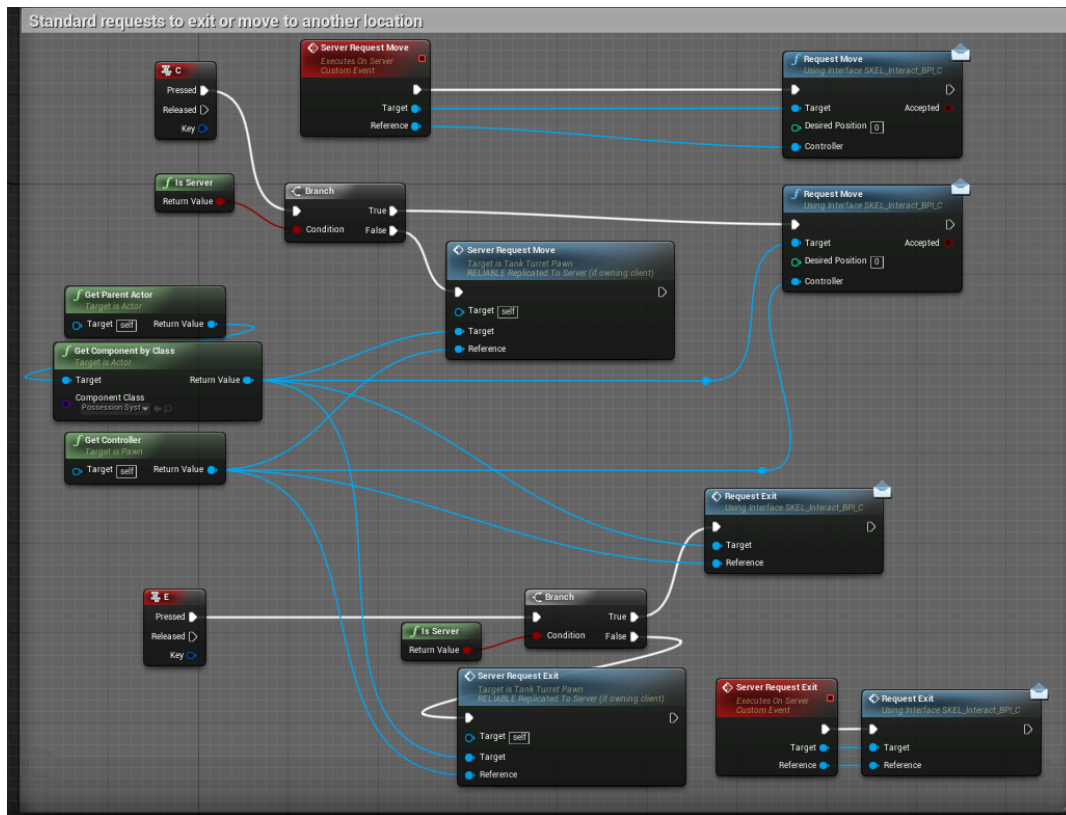 Standard requests to exit or move to another location
Server Request Move
Executes On Server
Custom Event
Target
Reference
Request Move
Using Interface SKEL_Interact_BPI_C
Target
Accepted
Desired Position 0
Controller
C
Pressed
Released
Key
Is Server
Return Value
Branch
True
Condition
False
Request Move
Using Interface SKEL_Interact_BPI_C
Target
Accepted
Desired Position 0
Controller
Server Request Move
Target is Tank Turret Pawn
RELIABLE Replicated To Server (if owning client)
Target self
Target
Reference
Get Parent Actor
Target is Actor
Target self Return Value
Get Component by Class
Target is Actor
Target Return Value
Component Class
Possession Syst
Get Controller
Target is Pawn
Target self Return Value
Request Exit
Using Interface SKEL_Interact_BPI_C
Target
Reference
E
Pressed
Released
Key
Is Server
Return Value
Branch
True
Condition
False
Server Request Exit
Target is Tank Turret Pawn
RELIABLE Replicated To Server (if owning client)
Target self
Target
Reference
Server Request Exit
Executes On Server
Custom Event
Target
Reference
Request Exit
Using Interface SKEL_Interact_BPI_C
Target
Reference